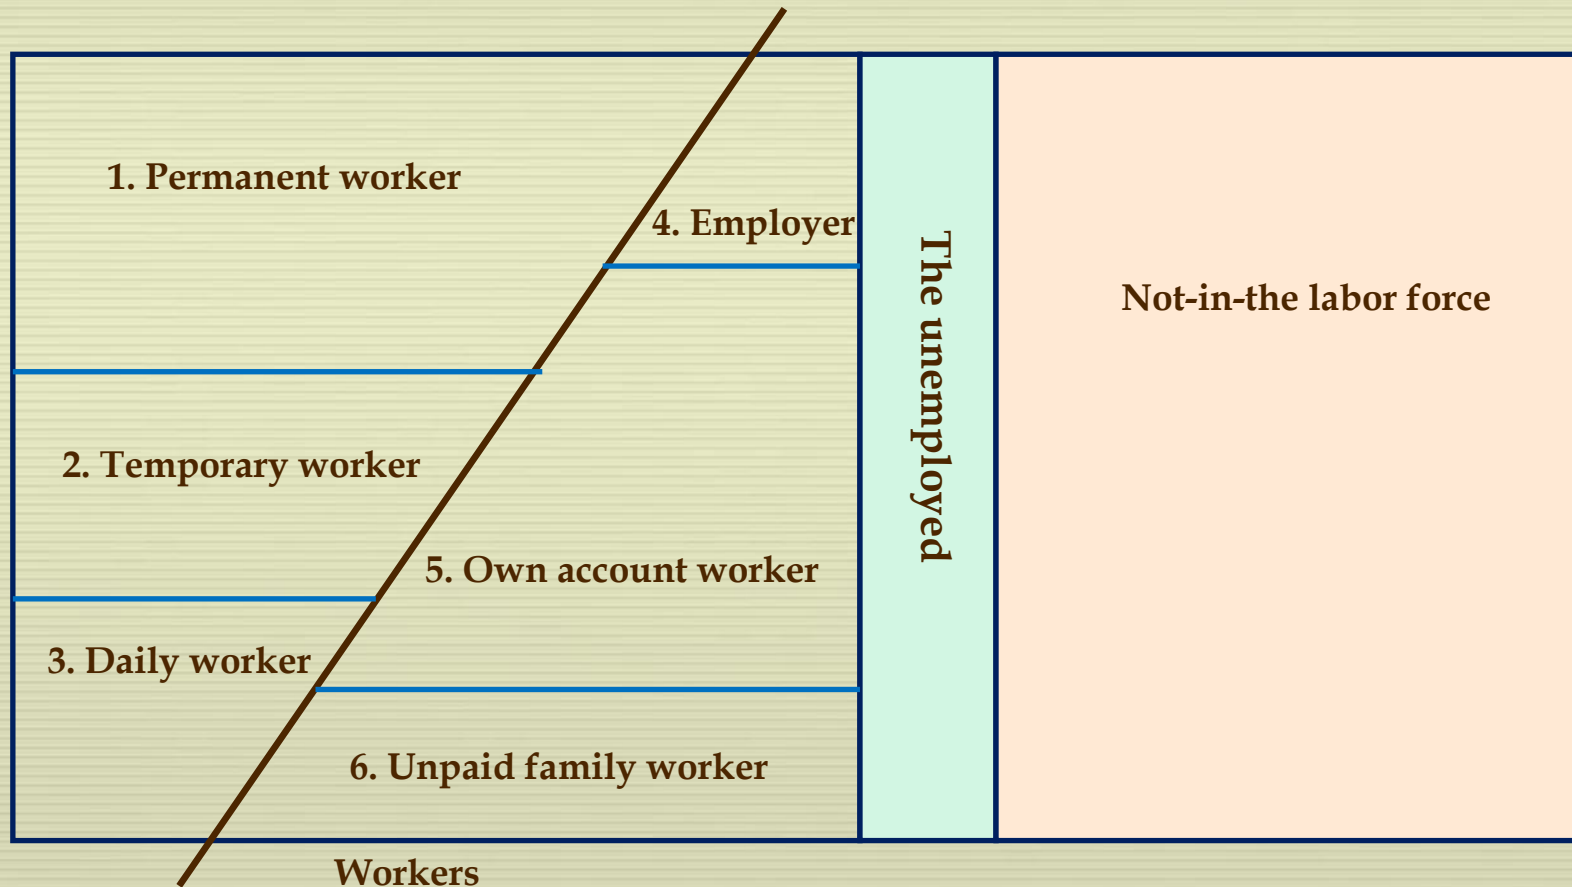 1. Permanent worker
2. Temporary worker
3. Daily worker
4. Employer
5. Own account worker
6. Unpaid family worker
The unemployed
Not-in-the labor force
Workers